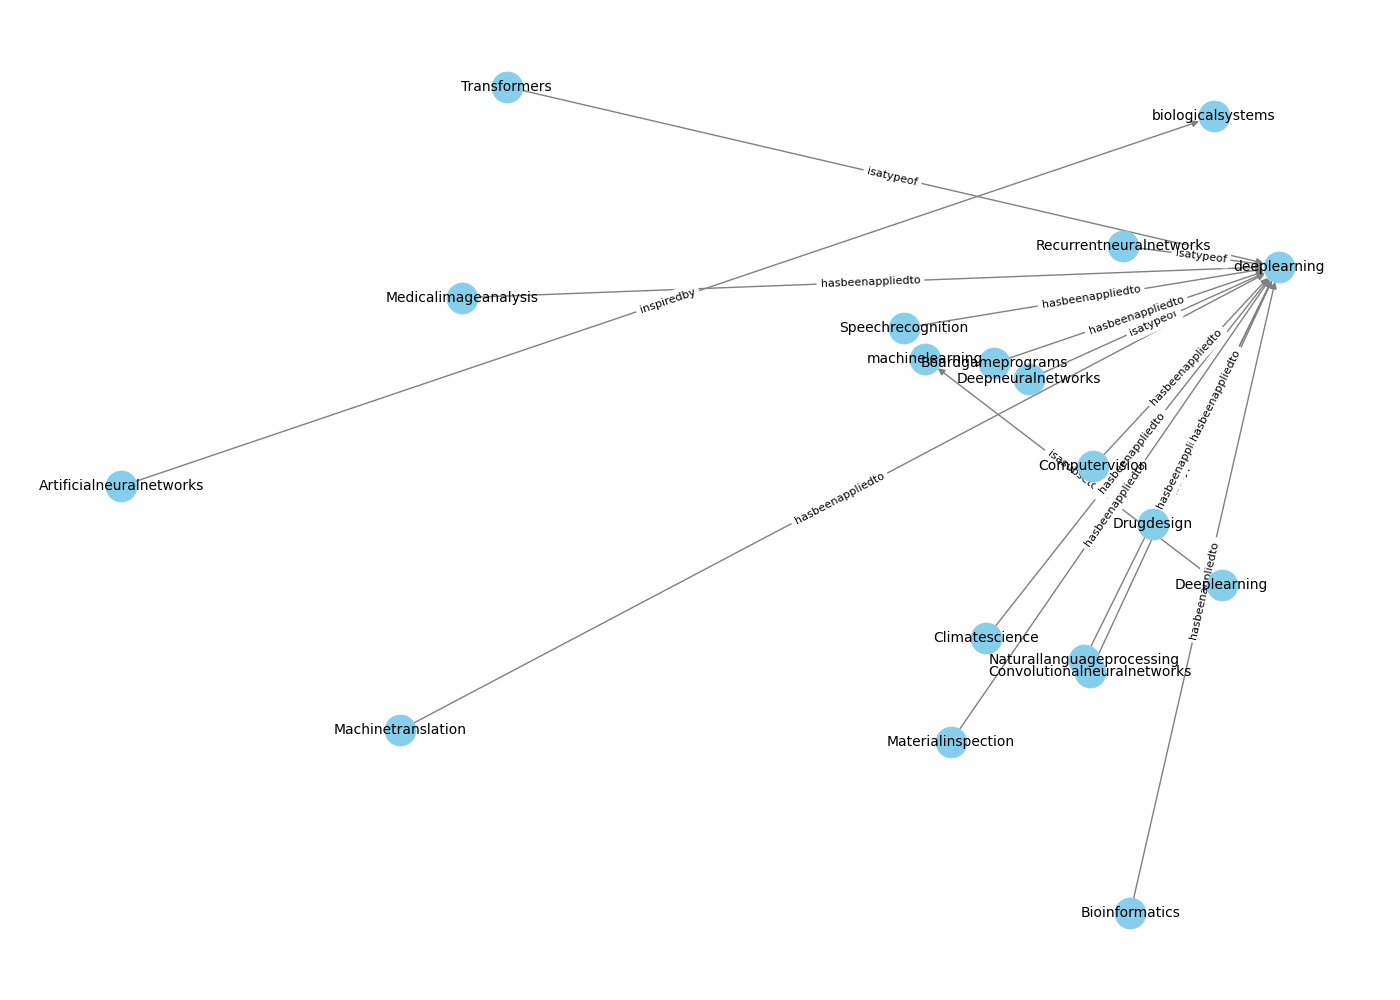 Transformers
biologicalsystems
isatypeof
Recurrentneuralnetworks
isatypeof
deeplearning
Medicalimageanalysis
hasbeenappliedto
inspiredby
hasbeenappliedto
Speechrecognition
hasbeenappliedto
isatypeof
machinelearning
Boardgameprograms
Deepneuralnetworks
hasbeenappliedto
hasbeenappliedto
Computervision
hasbeenappliedto
hasbeenappliedto
Artificialneuralnetworks
hasbeenappliedto
Drugdesign
Deeplearning
hasbeenappliedto
Climatescience
Naturallanguageprocessing
Convolutionalneuralnetworks
Machinetranslation
Materialinspection
Bioinformatics